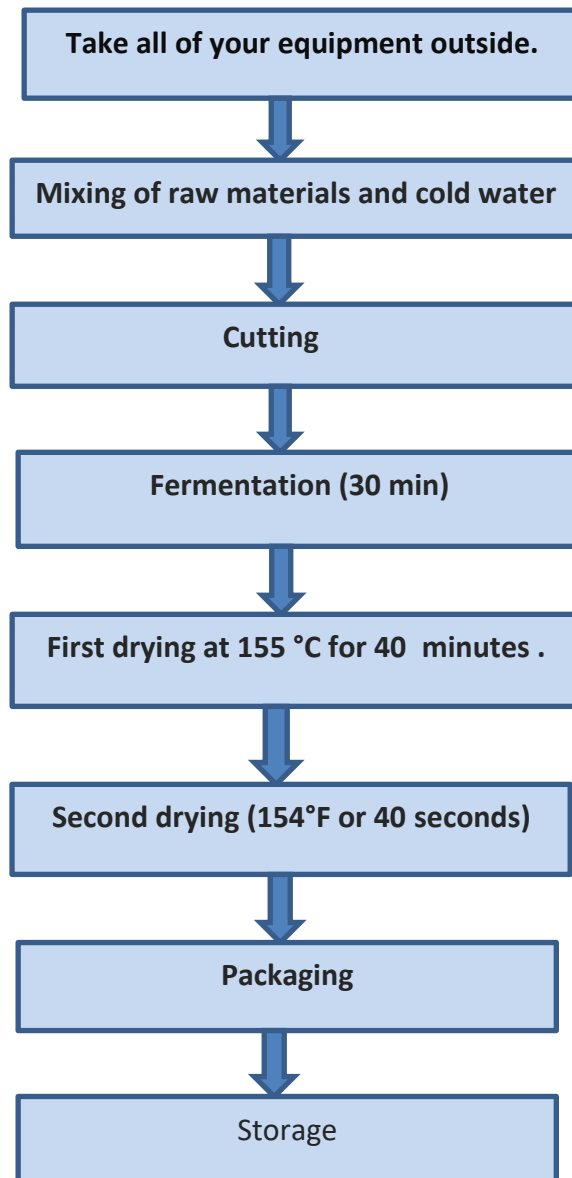 Take all of your equipment outside.
Mixing of raw materials and cold water
Cutting
Fermentation (30 min)
First drying at 155 °C for 40 minutes .
Second drying (154°F or 40 seconds)
Packaging
Storage